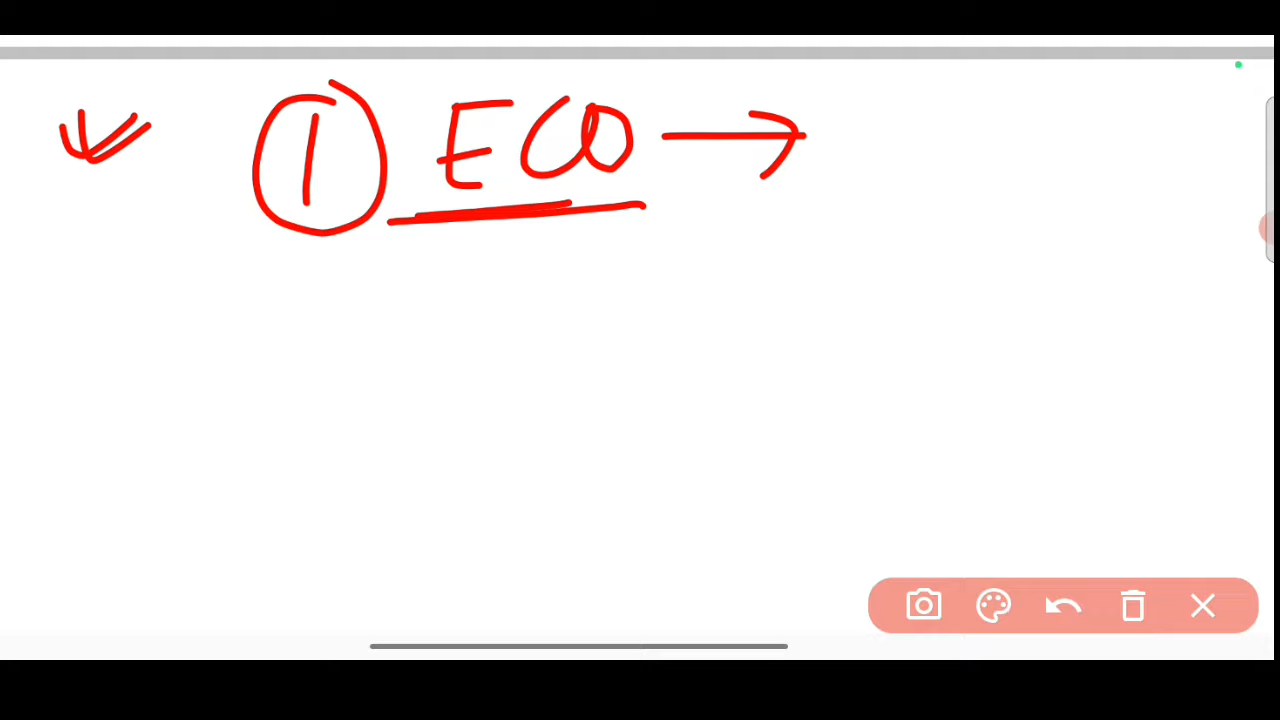 ① ECO →